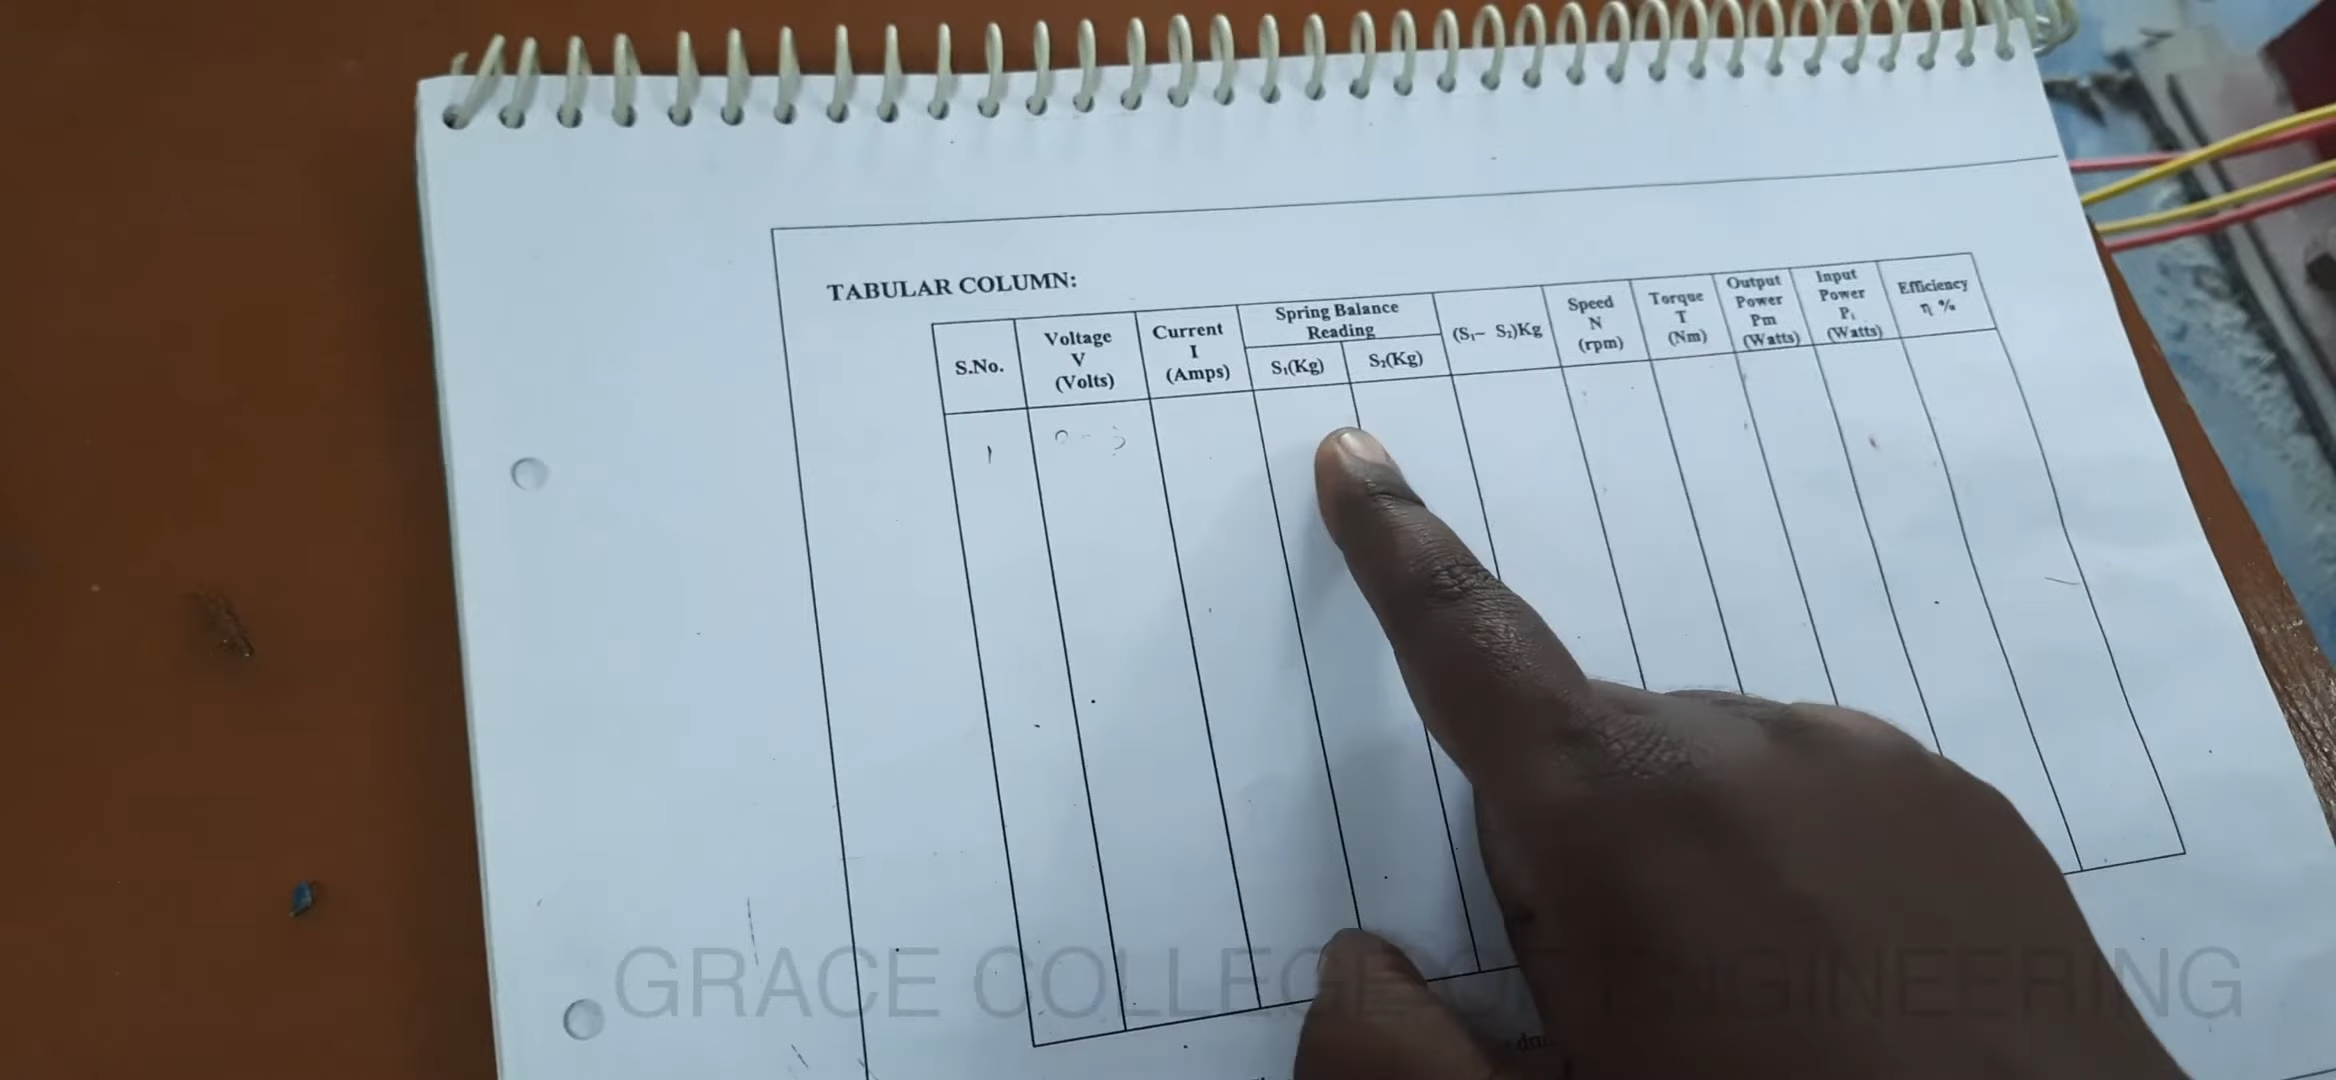 TABULAR COLUMN:
S.No.
Voltage
V
(Volts)
Current
I
(Amps)
Spring Balance
Reading
S₁(Kg)
S₂(Kg)
(S₁– S₂)Kg
Speed
N
(rpm)
Torque
T
(Nm)
Output
Power
Pm
(Watts)
Input
Power
Pᵢ
(Watts)
Efficiency
η %
1
GRACE COLLEGE OF ENGINEERING